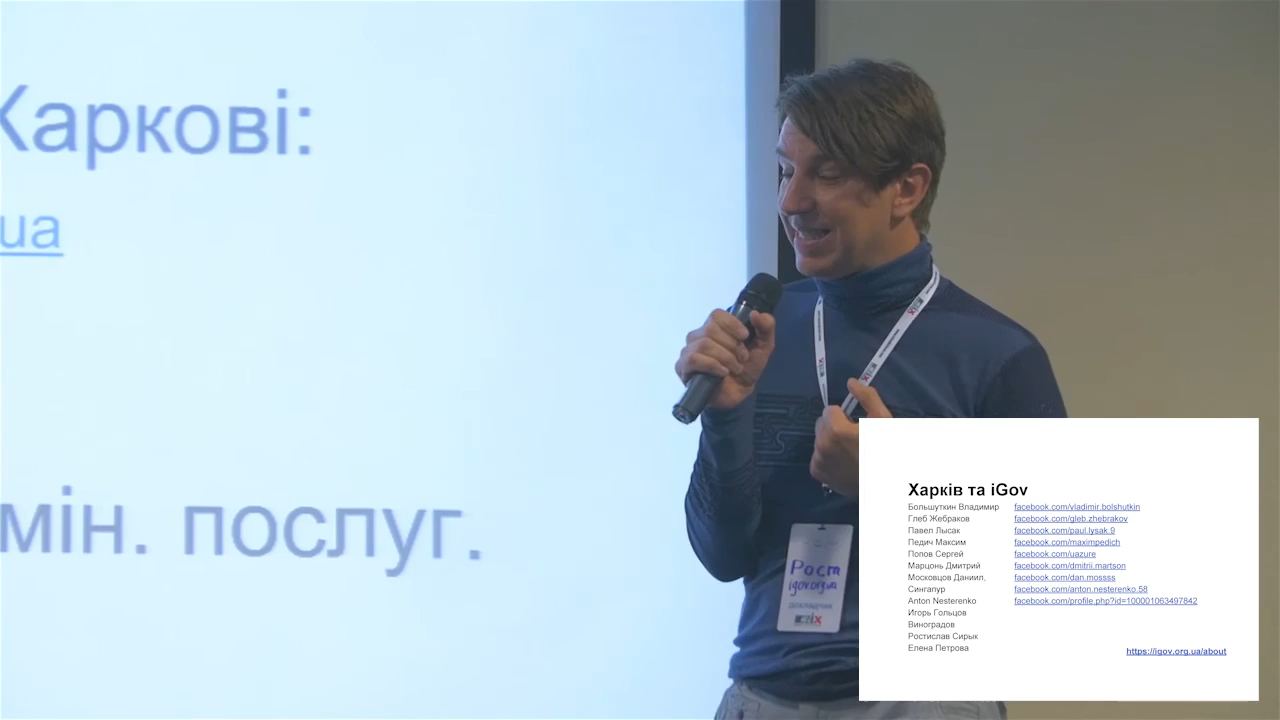 Харкові:
ua
мін. послуг.
Рост
igov.org.ua
ДОПОВІДАЧ
Харків та iGov
Большуткин Владимир facebook.com/vladimir.bolshutkin
Глеб Жебраков facebook.com/gleb.zhebrakov
Павел Лысак facebook.com/paul.lysak.9
Педич Максим facebook.com/maximpedich
Попов Сергей facebook.com/uazure
Марцонь Дмитрий facebook.com/dmitrii.martson
Московцов Даниил, facebook.com/dan.mossss
Сингапур facebook.com/anton.nesterenko.58
Anton Nesterenko facebook.com/profile.php?id=100001063497842
Игорь Гольцов
Виноградов
Ростислав Сирык
Елена Петрова
https://igov.org.ua/about